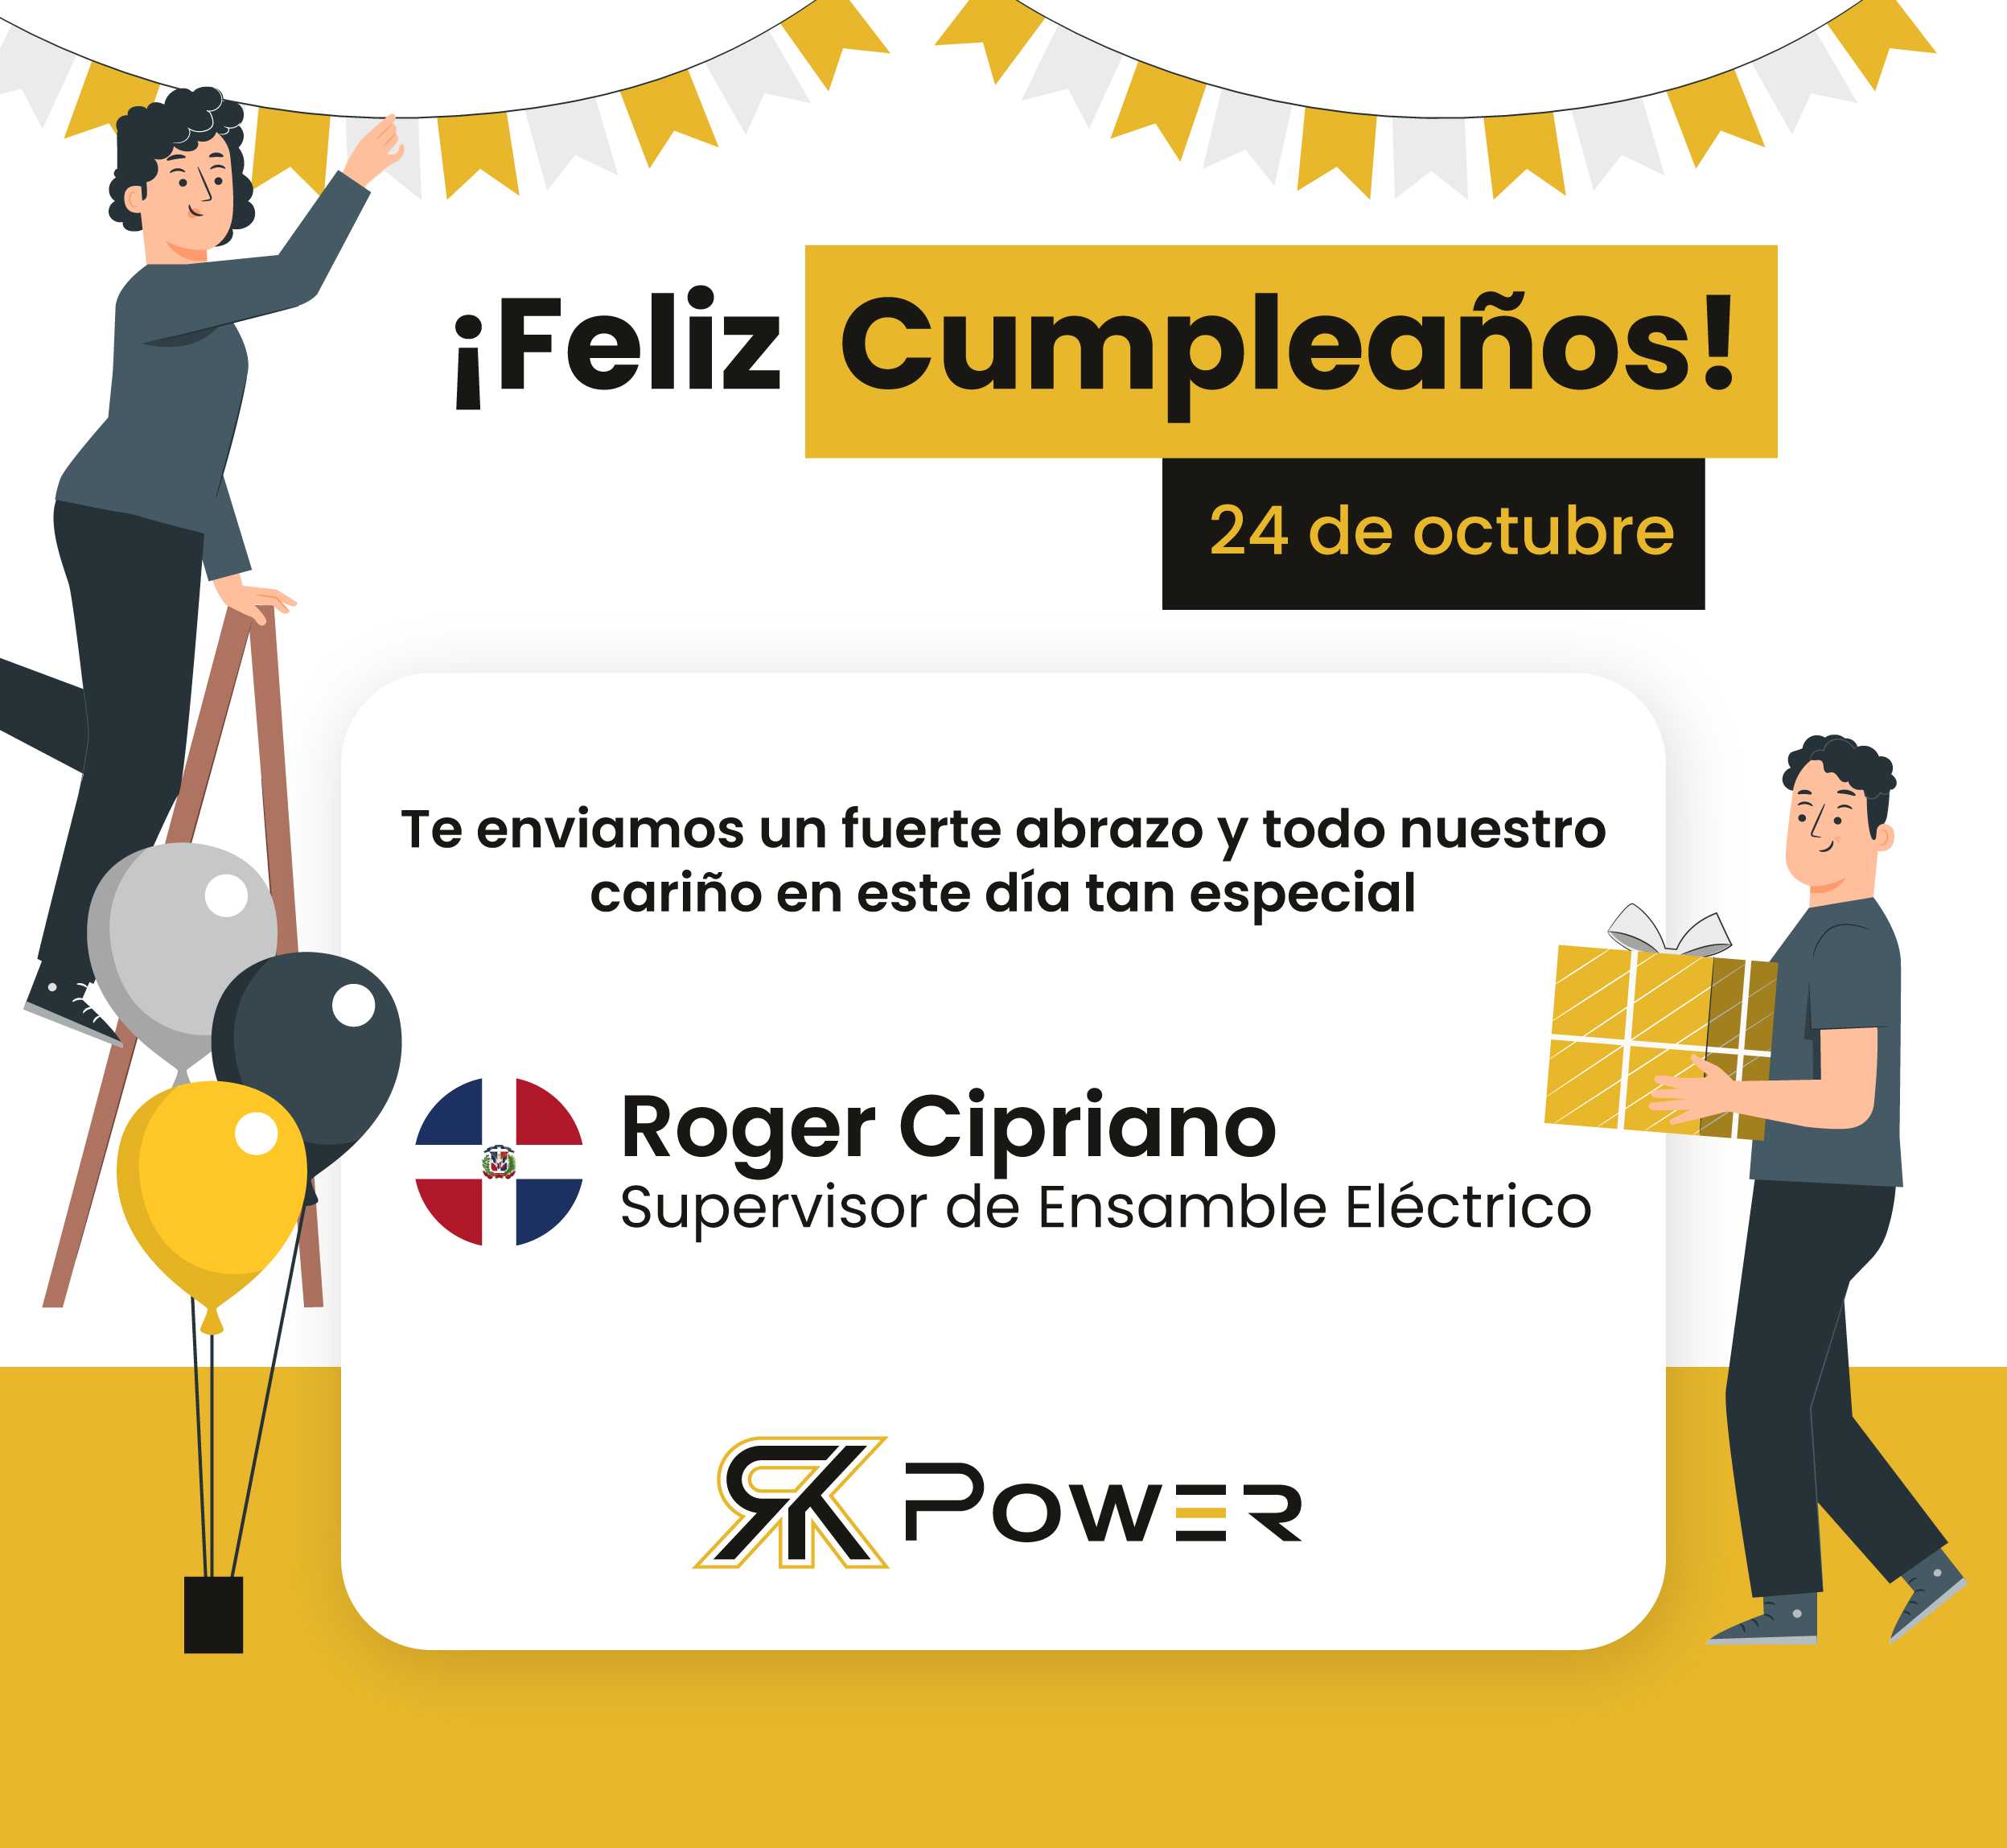 ¡Feliz Cumpleaños!
24 de octubre
Te enviamos un fuerte abrazo y todo nuestro
cariño en este día tan especial
Roger Cipriano
Supervisor de Ensamble Eléctrico
RK Power